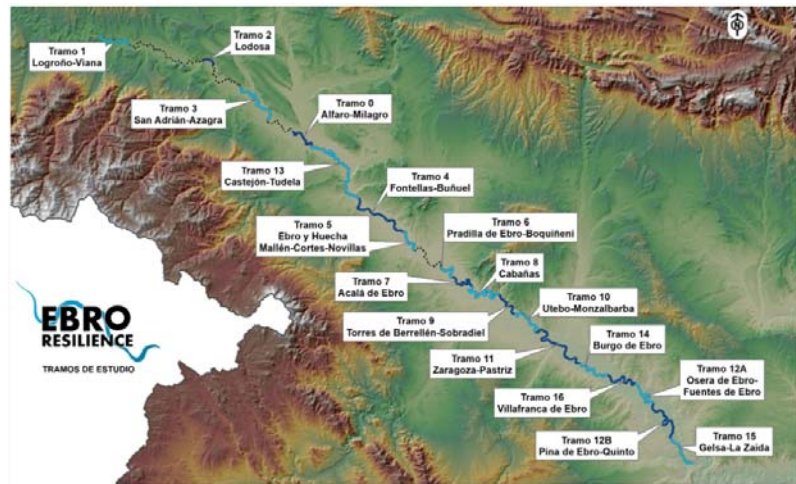 N
Tramo 1
Logroño-Viana
Tramo 2
Lodosa
Tramo 3
San Adrián-Azagra
Tramo 0
Alfaro-Milagro
Tramo 13
Castejón-Tudela
Tramo 4
Fontellas-Buñuel
Tramo 5
Ebro y Huecha
Mallén-Cortes-Novillas
Tramo 6
Pradilla de Ebro-Boquiñeni
Tramo 7
Acalá de Ebro
Tramo 8
Cabañas
Tramo 9
Torres de Berrellén-Sobradiel
Tramo 10
Utebo-Monzalbarba
Tramo 11
Zaragoza-Pastriz
Tramo 14
Burgo de Ebro
Tramo 16
Villafranca de Ebro
Tramo 12A
Osera de Ebro-
Fuentes de Ebro
Tramo 12B
Pina de Ebro-Quinto
Tramo 15
Gelsa-La Zaida
EBRO
RESILIENCE
TRAMOS DE ESTUDIO